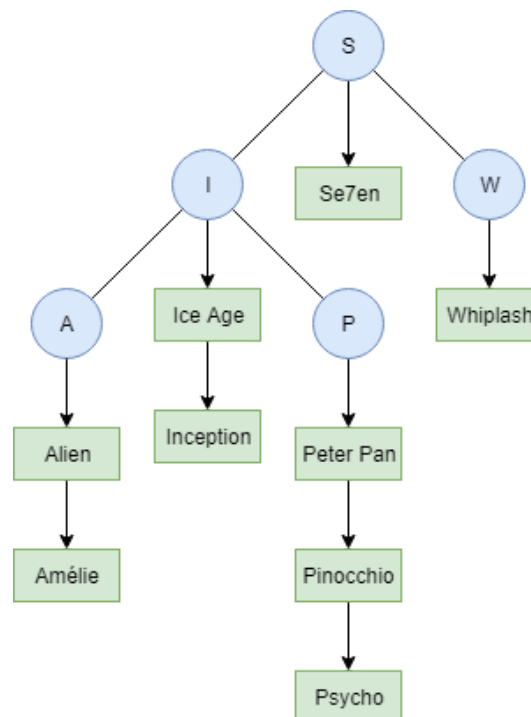 S
I
Se7en
W
A
Ice Age
P
Whiplash
Alien
Inception
Peter Pan
Amélie
Pinocchio
Psycho